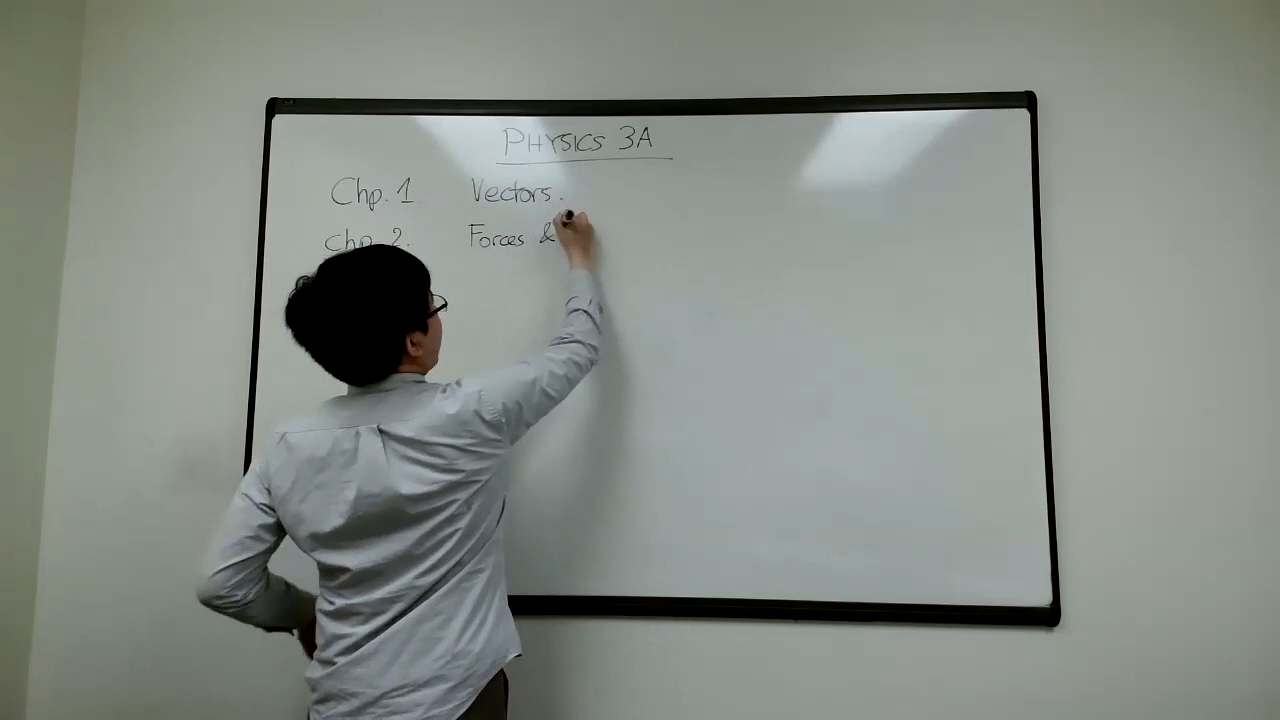 PHYSICS 3A
Chp. 1 Vectors.
Chp 2. Forces &